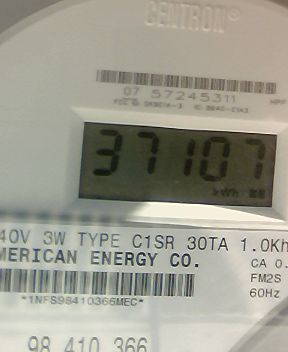 CENTRON®
07 57245311
37107
kWh
40V 3W TYPE C1SR 30TA 1.0Kh
MERICAN ENERGY CO.
CA 0.
FM2S
60Hz
*1NFS98410366MEC*
98 410 366